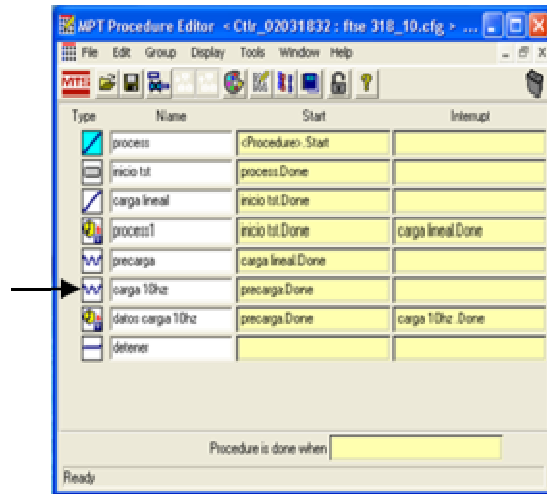 MPT Procedure Editor < Ctlr_02031832 : ftse 318_10.cfg > ...
File Edit Group Display Tools Window Help
MTS
Type Name Start Interrupt
process <Procedure>.Start
inicio tst process.Done
carga lineal inicio tst.Done
process1 inicio tst.Done carga lineal.Done
precarga carga lineal.Done
carga 10hz precarga.Done
datos carga 10hz precarga.Done carga 10hz .Done
detener
Procedure is done when
Ready